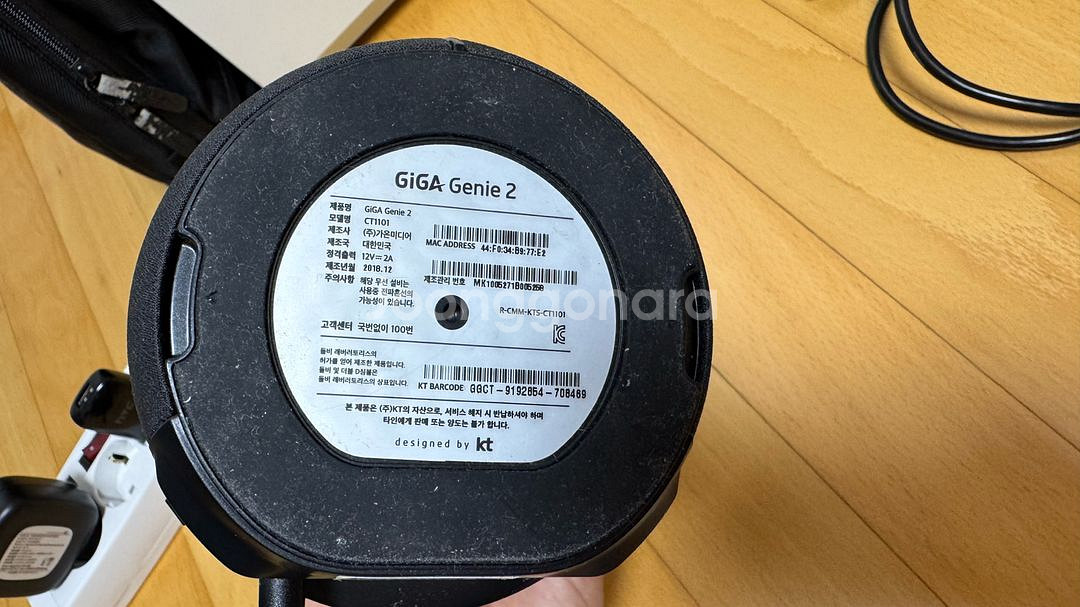 GiGA Genie 2
제품명 GiGA Genie 2
모델명 CT1101
제조사 (주)가온미디어
제조국 대한민국
정격출력 12V⎓2A
제조년월 2018.12
주의사항 해당 무선 설비는
사용중 전파혼선의
가능성이 있습니다.
MAC ADDRESS 44:F0:34:B9:77:E2
제조관리 번호 MK1005271B005258
R-CMM-KTS-CT1101
고객센터 국번없이 100번
돌비 래버러토리스의
허가를 얻어 제조한 제품입니다.
돌비 및 더블 D심볼은
돌비 래버러토리스의 상표입니다.
KT BARCODE GGCT-9192654-708469
본 제품은 (주)KT의 자산으로, 서비스 해지 시 반납하셔야 하며
타인에게 판매 또는 양도는 불가 합니다.
designed by kt
Joonggonara